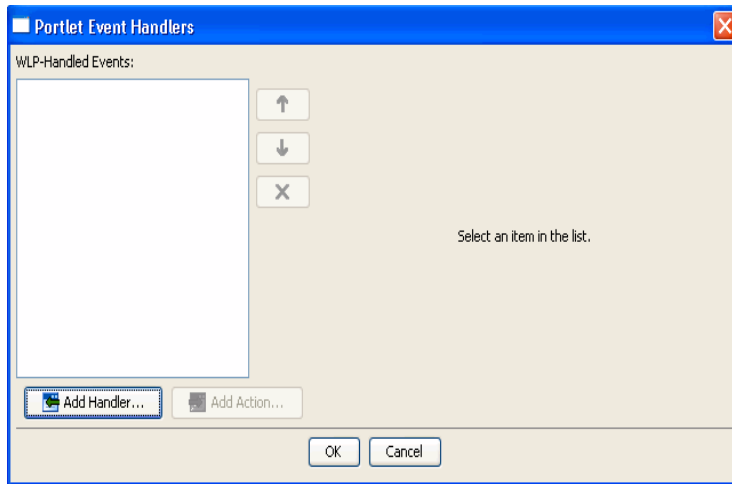 Portlet Event Handlers
WLP-Handled Events:
Select an item in the list.
Add Handler...
Add Action...
OK
Cancel